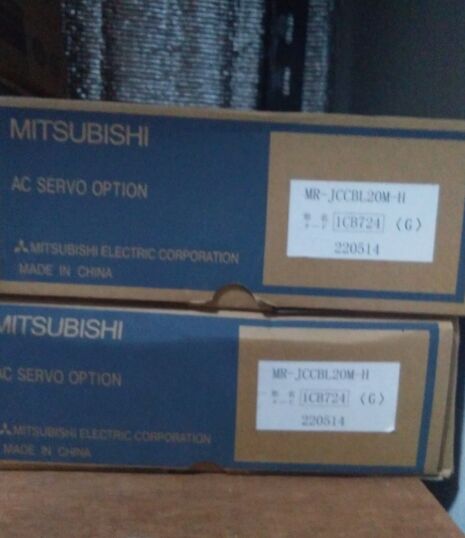 MITSUBISHI
AC SERVO OPTION
MITSUBISHI ELECTRIC CORPORATION
MADE IN CHINA
MR-JCCBL20M-H
1CB724 (G)
220514
MITSUBISHI
AC SERVO OPTION
MITSUBISHI ELECTRIC CORPORATION
MADE IN CHINA
MR-JCCBL20M-H
1CB724 (G)
220514